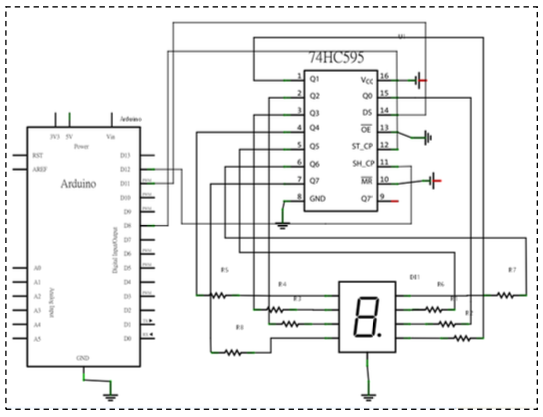 U1
74HC595
1 Q1 Vcc 16
2 Q2 Q0 15
3 Q3 DS 14
4 Q4 OE 13
5 Q5 ST_CP 12
6 Q6 SH_CP 11
7 Q7 MR 10
8 GND Q7' 9
Arduino
3V3 5V Vin
Power
RST D13
AREF D12
Arduino D11
D10
D9
D8
D7
D6
A0 D5
A1 D4
A2 D3
A3 D2
A4 D1
A5 D0
Analog Input
Digital Input/Output
GND
R5 R4 DI1 R6 R7
R3
R8
8.